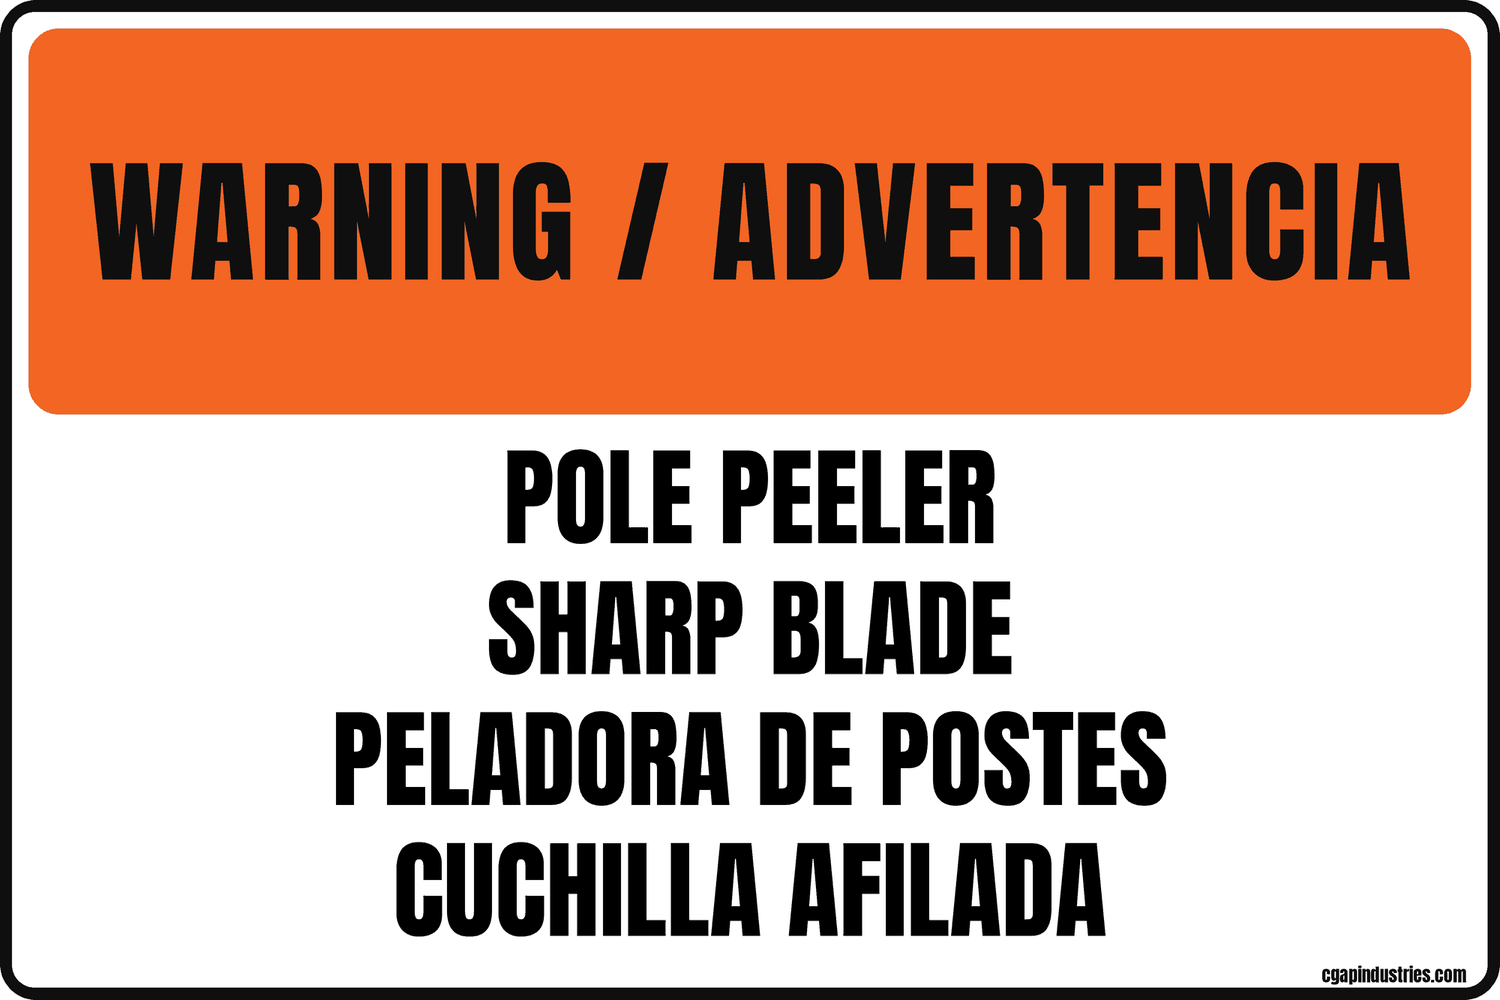 WARNING / ADVERTENCIA
POLE PEELER
SHARP BLADE
PELADORA DE POSTES
CUCHILLA AFILADA
cgapindustries.com